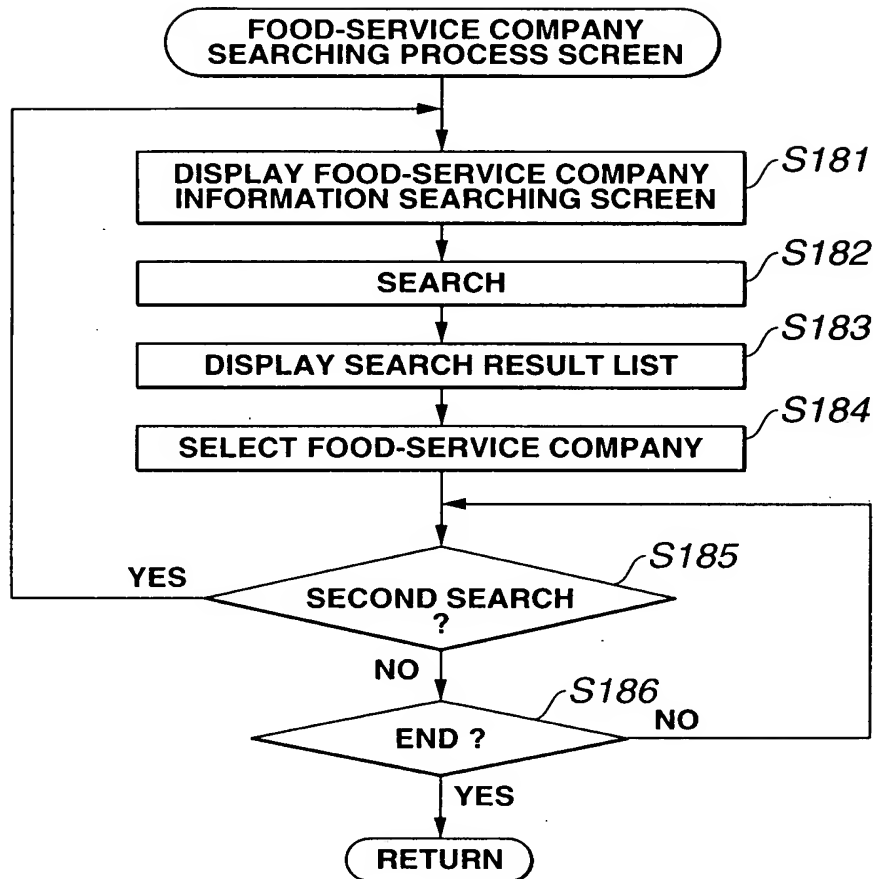 FOOD-SERVICE COMPANY
SEARCHING PROCESS SCREEN
DISPLAY FOOD-SERVICE COMPANY
INFORMATION SEARCHING SCREEN
S181
SEARCH
S182
DISPLAY SEARCH RESULT LIST
S183
SELECT FOOD-SERVICE COMPANY
S184
SECOND SEARCH
?
S185
YES
NO
END ?
S186
NO
YES
RETURN